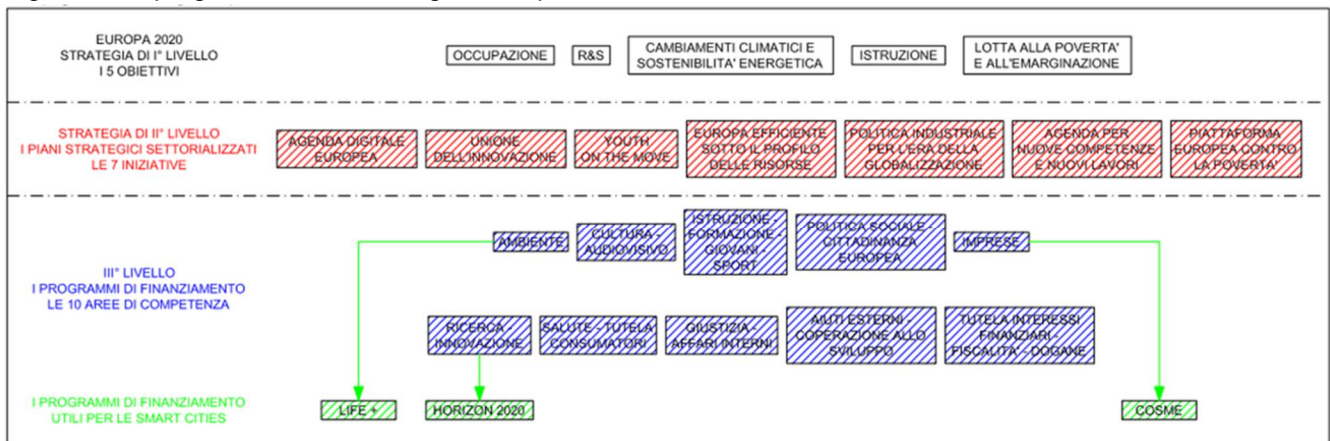 EUROPA 2020
STRATEGIA DI I° LIVELLO
I 5 OBIETTIVI
OCCUPAZIONE
R&S
CAMBIAMENTI CLIMATICI E
SOSTENIBILITA' ENERGETICA
ISTRUZIONE
LOTTA ALLA POVERTA'
E ALL'EMARGINAZIONE
STRATEGIA DI II° LIVELLO
I PIANI STRATEGICI SETTORIALIZZATI
LE 7 INIZIATIVE
AGENDA DIGITALE
EUROPEA
UNIONE
DELL'INNOVAZIONE
YOUTH
ON THE MOVE
EUROPA EFFICIENTE
SOTTO IL PROFILO
DELLE RISORSE
POLITICA INDUSTRIALE
PER L'ERA DELLA
GLOBALIZZAZIONE
AGENDA PER
NUOVE COMPETENZE
E NUOVI LAVORI
PIATTAFORMA
EUROPEA CONTRO
LA POVERTA'
III° LIVELLO
I PROGRAMMI DI FINANZIAMENTO
LE 10 AREE DI COMPETENZA
AMBIENTE
CULTURA -
AUDIOVISIVO
ISTRUZIONE -
FORMAZIONE -
GIOVANI -
SPORT
POLITICA SOCIALE -
CITTADINANZA
EUROPEA
IMPRESE
RICERCA -
INNOVAZIONE
SALUTE - TUTELA
CONSUMATORI
GIUSTIZIA -
AFFARI INTERNI
AIUTI ESTERNI -
COPERAZIONE ALLO
SVILUPPO
TUTELA INTERESSI
FINANZIARI -
FISCALITA' - DOGANE
I PROGRAMMI DI FINANZIAMENTO
UTILI PER LE SMART CITIES
LIFE +
HORIZON 2020
COSME